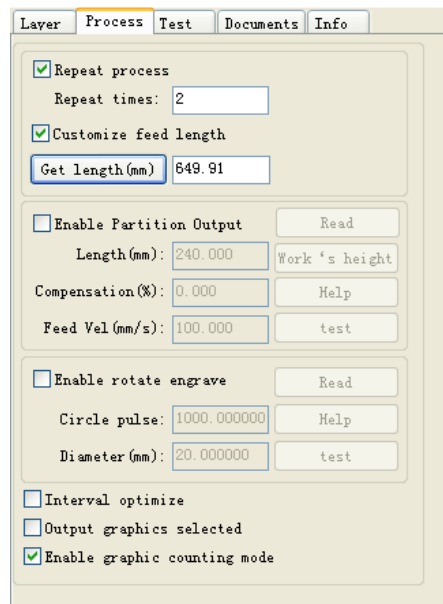 Layer Process Test Documents Info
Repeat process
Repeat times: 2
Customize feed length
Get length(mm) 649.91
Enable Partition Output Read
Length(mm): 240.000 Work‘s height
Compensation(%): 0.000 Help
Feed Vel(mm/s): 100.000 test
Enable rotate engrave Read
Circle pulse: 1000.000000 Help
Diameter(mm): 20.000000 test
Interval optimize
Output graphics selected
Enable graphic counting mode